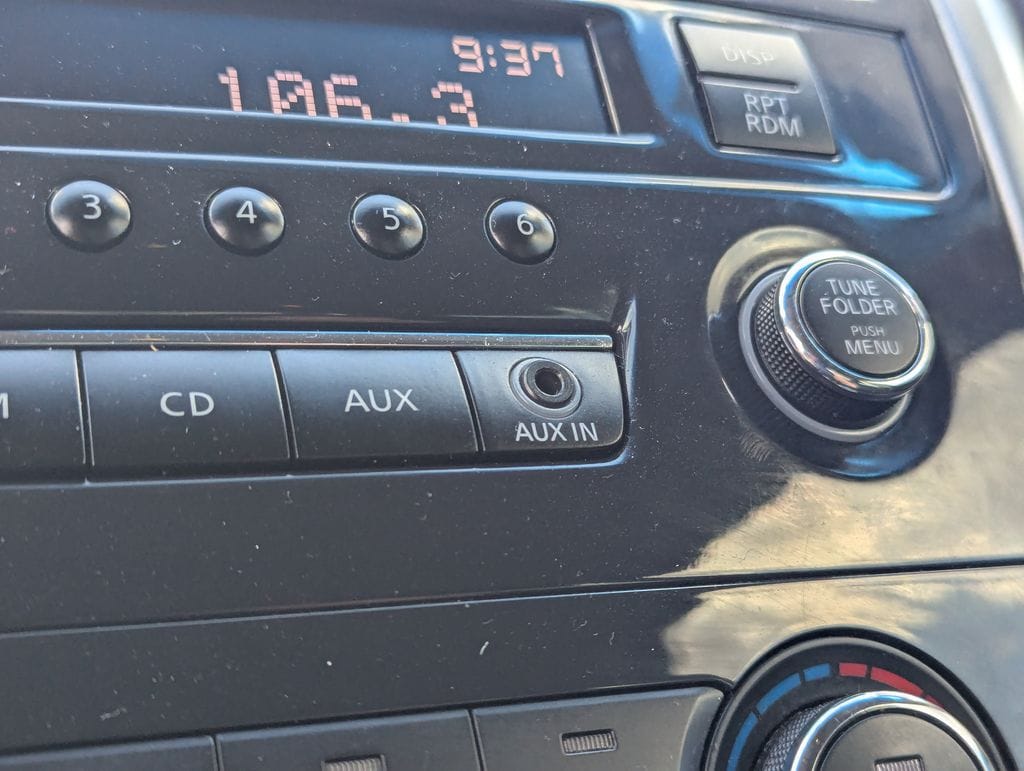 9:37
106.3
DISP
RPT
RDM
3
4
5
6
TUNE
FOLDER
PUSH
MENU
CD
AUX
AUX IN